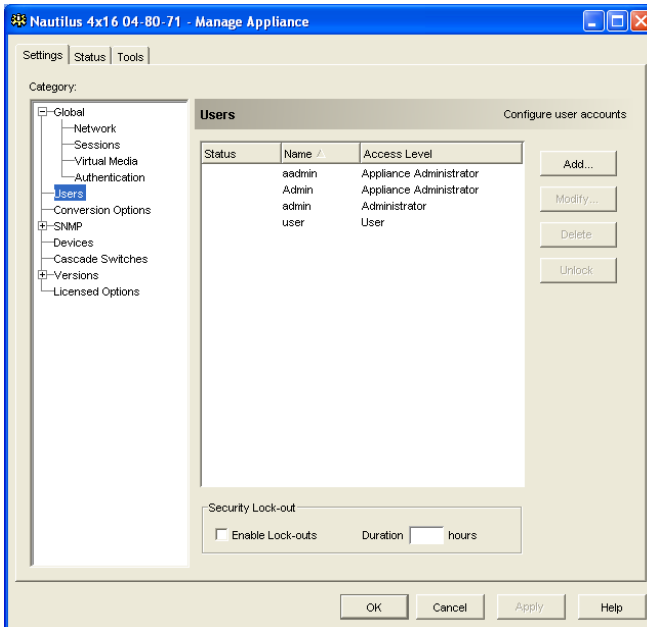 Nautilus 4x16 04-80-71 - Manage Appliance
Settings Status Tools
Category:
Global
Network
Sessions
Virtual Media
Authentication
Users
Conversion Options
SNMP
Devices
Cascade Switches
Versions
Licensed Options
Users Configure user accounts
Status Name Access Level
aadmin Appliance Administrator
Admin Appliance Administrator
admin Administrator
user User
Add...
Modify...
Delete
Unlock
Security Lock-out
Enable Lock-outs Duration hours
OK Cancel Apply Help